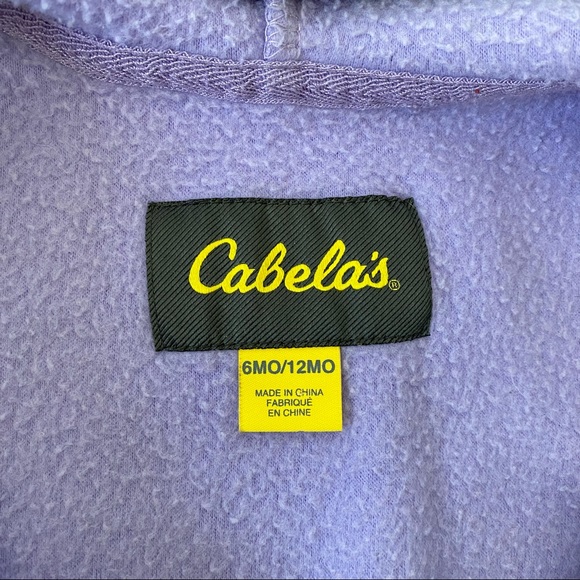 Cabela's®
6MO/12MO
MADE IN CHINA
FABRIQUÉ
EN CHINE